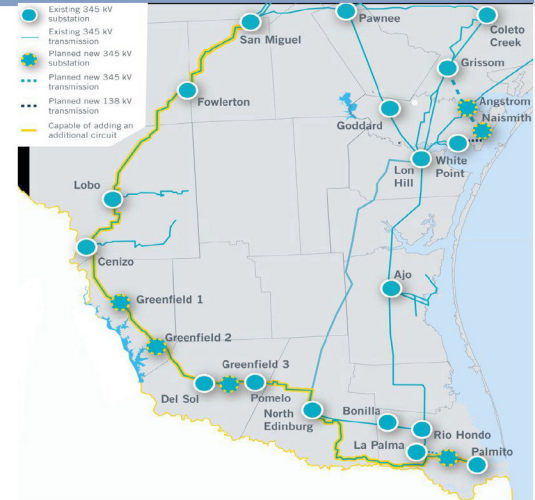 Existing 345 kV
substation
Existing 345 kV
transmission
Planned new 345 kV
substation
Planned new 345 kV
transmission
Planned new 138 kV
transmission
Capable of adding an
additional circuit
Pawnee
Coleto
Creek
San Miguel
Grissom
Fowlerton
Angstrom
Naismith
Goddard
Lon
Hill
White
Point
Lobo
Cenizo
Ajo
Greenfield 1
Greenfield 2
Greenfield 3
Del Sol
Pomelo
North
Edinburg
Bonilla
Rio Hondo
La Palma
Palmito